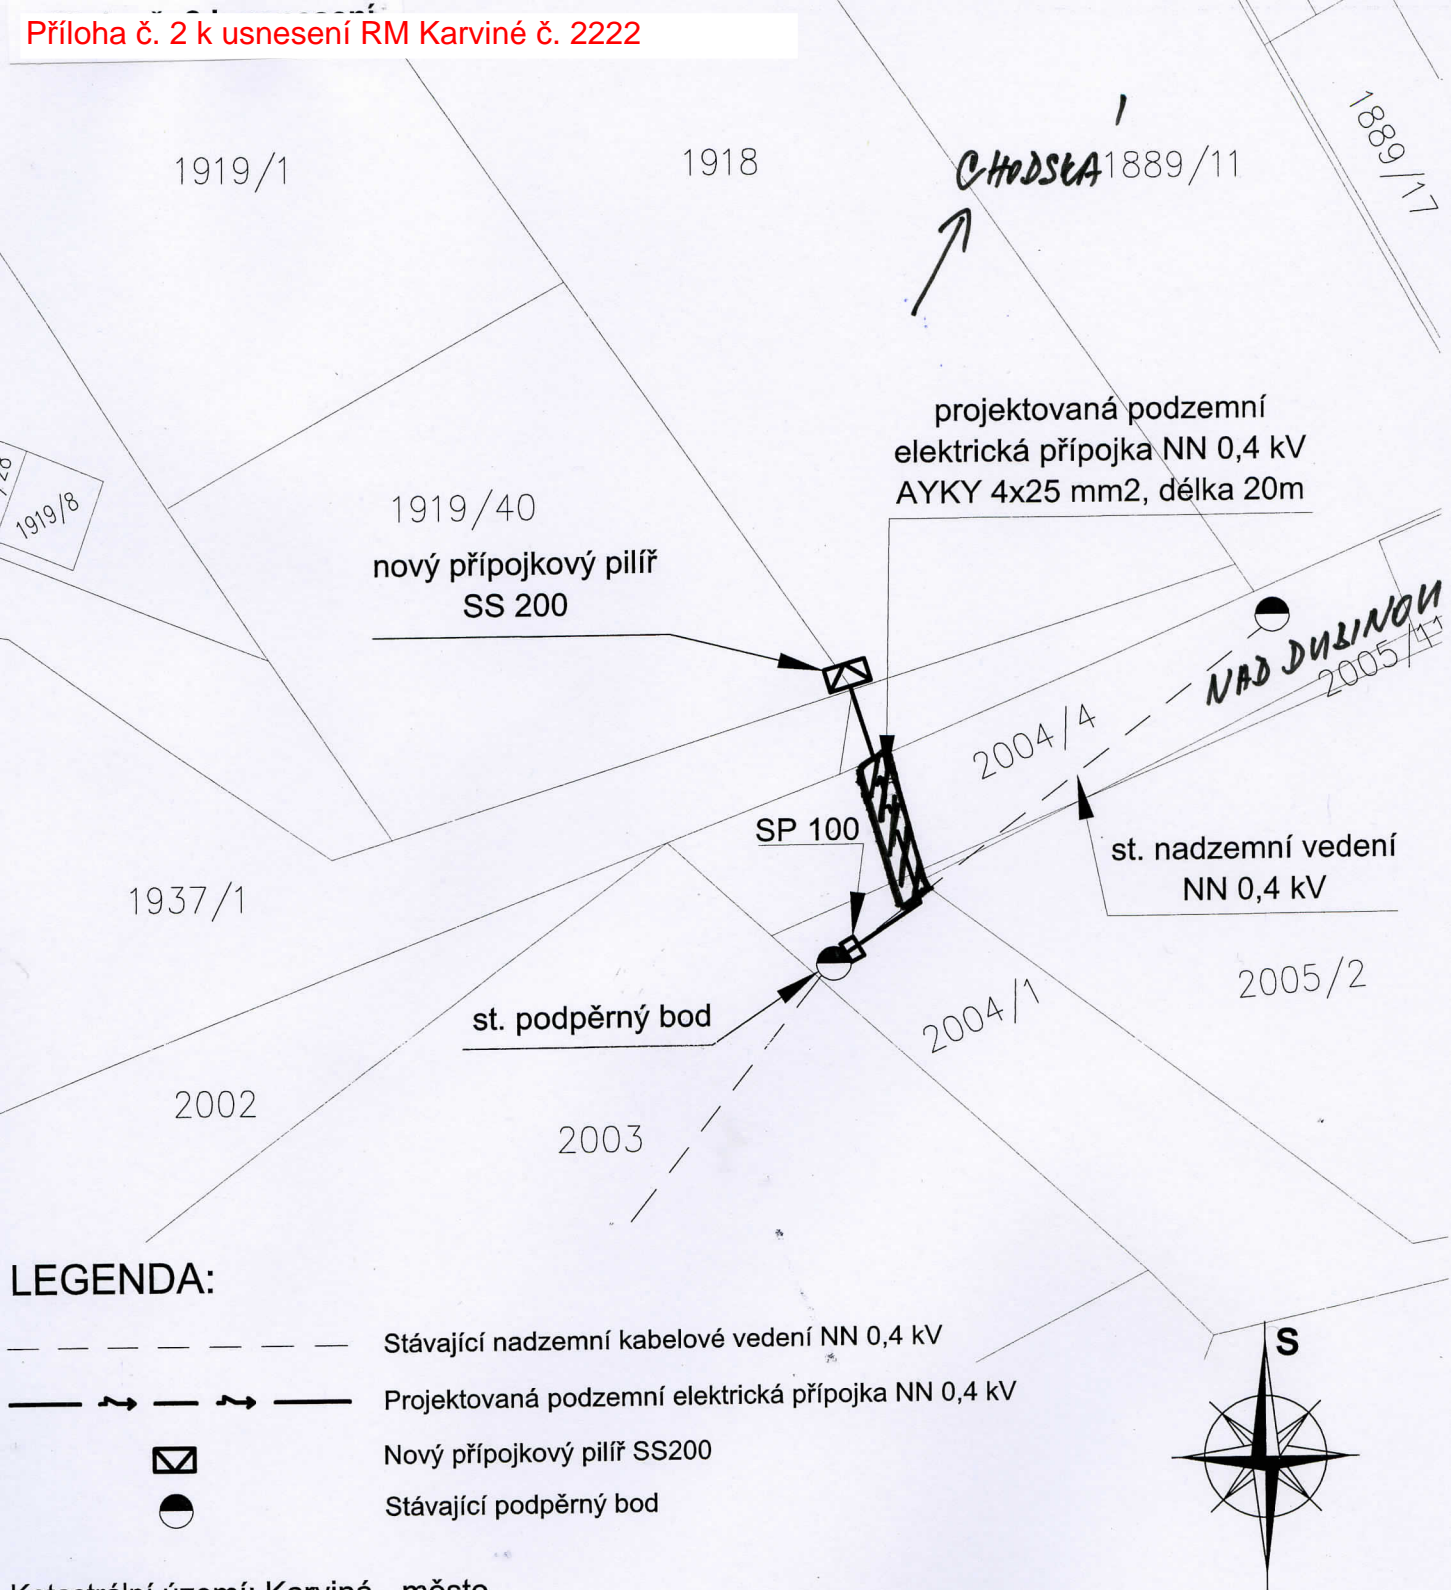 Příloha č. 2 k usnesení RM Karviné č. 2222
1919/1
1918
CHODSKÁ
1889/11
1889/17
projektovaná podzemní
elektrická přípojka NN 0,4 kV
AYKY 4x25 mm2, délka 20m
1919/8
1919/40
nový přípojkový pilíř
SS 200
NAD DUBINOU
2005/11
2004/4
SP 100
st. nadzemní vedení
NN 0,4 kV
1937/1
2005/2
st. podpěrný bod
2004/1
2002
2003
LEGENDA:
Stávající nadzemní kabelové vedení NN 0,4 kV
Projektovaná podzemní elektrická přípojka NN 0,4 kV
Nový přípojkový pilíř SS200
Stávající podpěrný bod
S
Katastrální území: Karviná - město